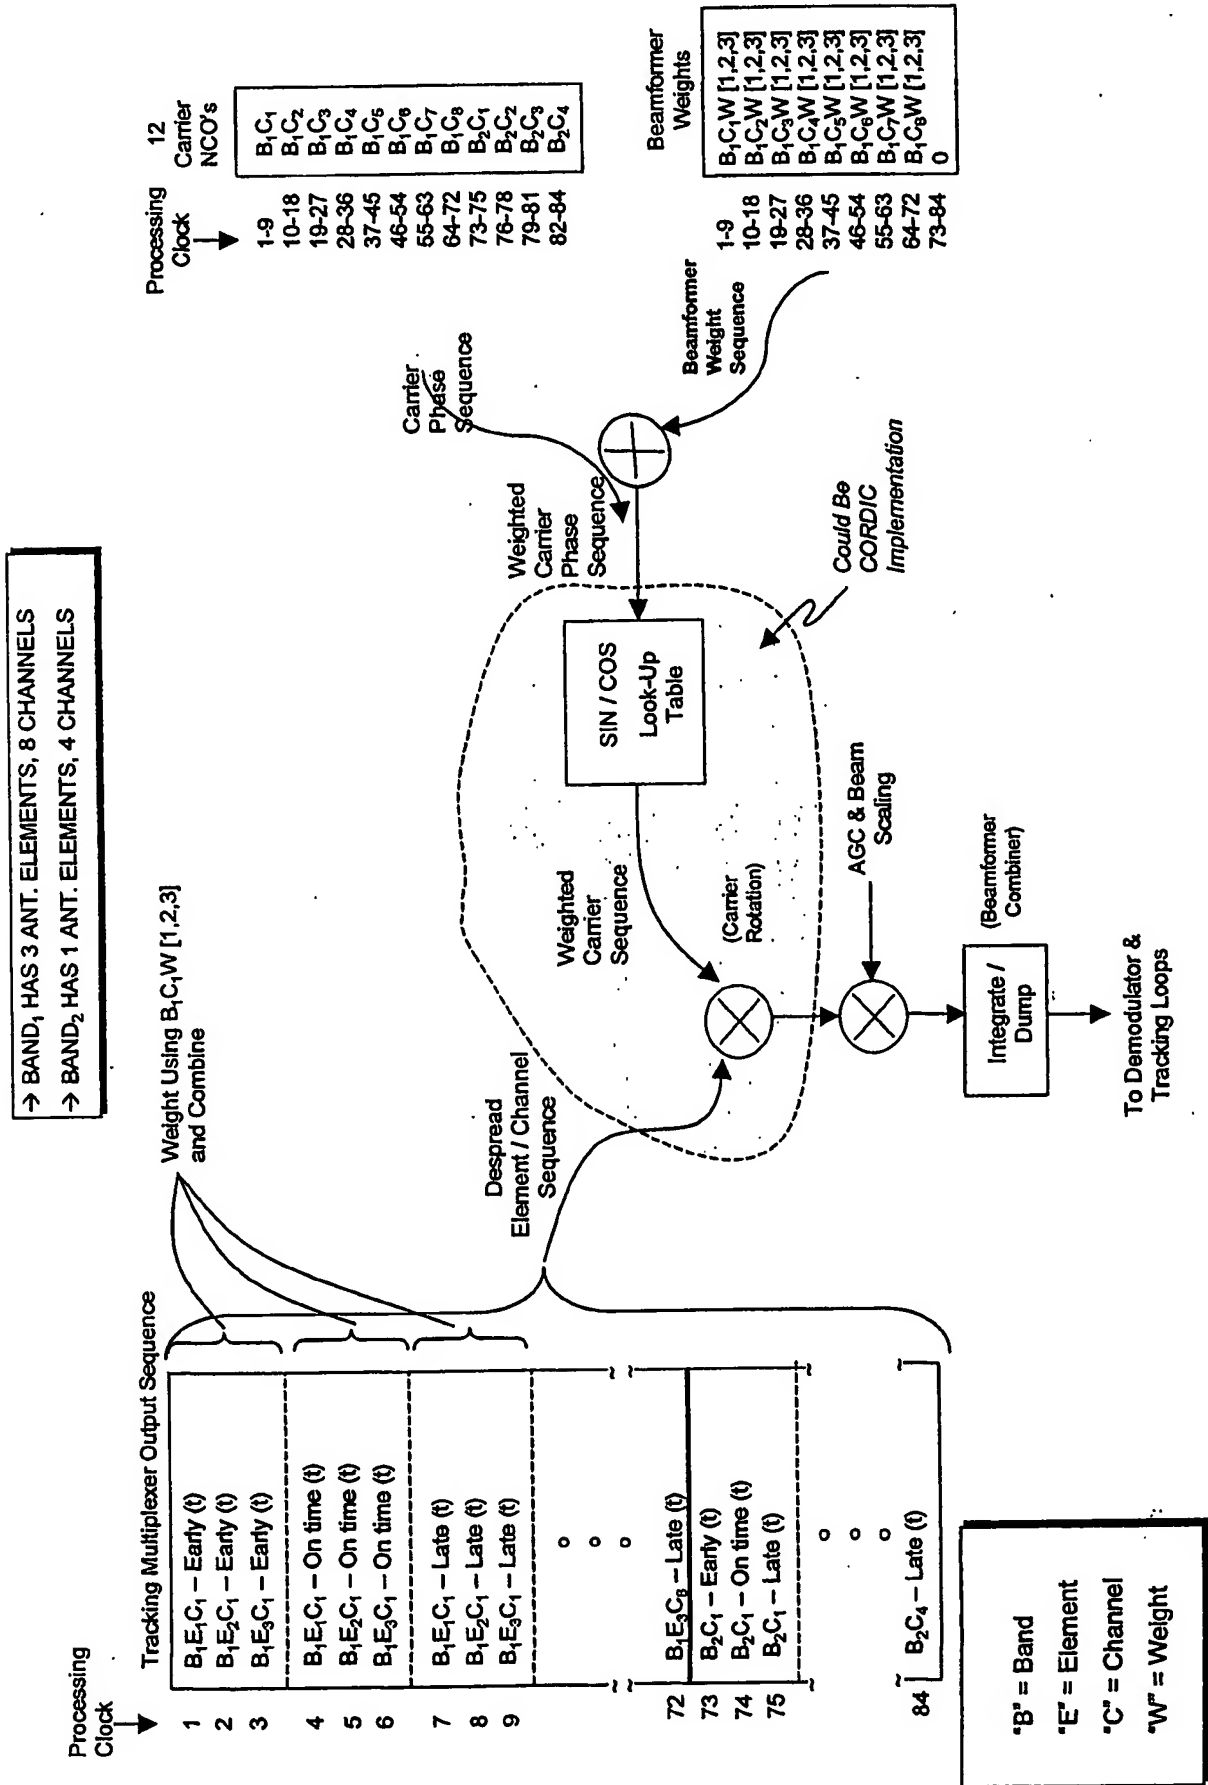 → BAND₁ HAS 3 ANT. ELEMENTS, 8 CHANNELS
→ BAND₂ HAS 1 ANT. ELEMENTS, 4 CHANNELS
Processing
Clock
Tracking Multiplexer Output Sequence
1 B₁E₁C₁ – Early (t)
2 B₁E₂C₁ – Early (t)
3 B₁E₃C₁ – Early (t)
4 B₁E₁C₁ – On time (t)
5 B₁E₂C₁ – On time (t)
6 B₁E₃C₁ – On time (t)
7 B₁E₁C₁ – Late (t)
8 B₁E₂C₁ – Late (t)
9 B₁E₃C₁ – Late (t)
72 B₁E₃C₈ – Late (t)
73 B₂C₁ – Early (t)
74 B₂C₁ – On time (t)
75 B₂C₁ – Late (t)
84 B₂C₄ – Late (t)
Weight Using B₁C₁W [1,2,3]
and Combine
Despread
Element / Channel
Sequence
(Carrier
Rotation)
Weighted
Carrier
Sequence
SIN / COS
Look-Up
Table
Weighted
Carrier
Phase
Sequence
Carrier
Phase
Sequence
Beamformer
Weight
Sequence
Could Be
CORDIC
Implementation
AGC & Beam
Scaling
Integrate /
Dump
(Beamformer
Combiner)
To Demodulator &
Tracking Loops
Processing
Clock
12
Carrier
NCO's
1-9 B₁C₁
10-18 B₁C₂
19-27 B₁C₃
28-36 B₁C₄
37-45 B₁C₅
46-54 B₁C₆
55-63 B₁C₇
64-72 B₁C₈
73-75 B₂C₁
76-78 B₂C₂
79-81 B₂C₃
82-84 B₂C₄
Beamformer
Weights
1-9 B₁C₁W [1,2,3]
10-18 B₁C₂W [1,2,3]
19-27 B₁C₃W [1,2,3]
28-36 B₁C₄W [1,2,3]
37-45 B₁C₅W [1,2,3]
46-54 B₁C₆W [1,2,3]
55-63 B₁C₇W [1,2,3]
64-72 B₁C₈W [1,2,3]
73-84 0
"B" = Band
"E" = Element
"C" = Channel
"W" = Weight